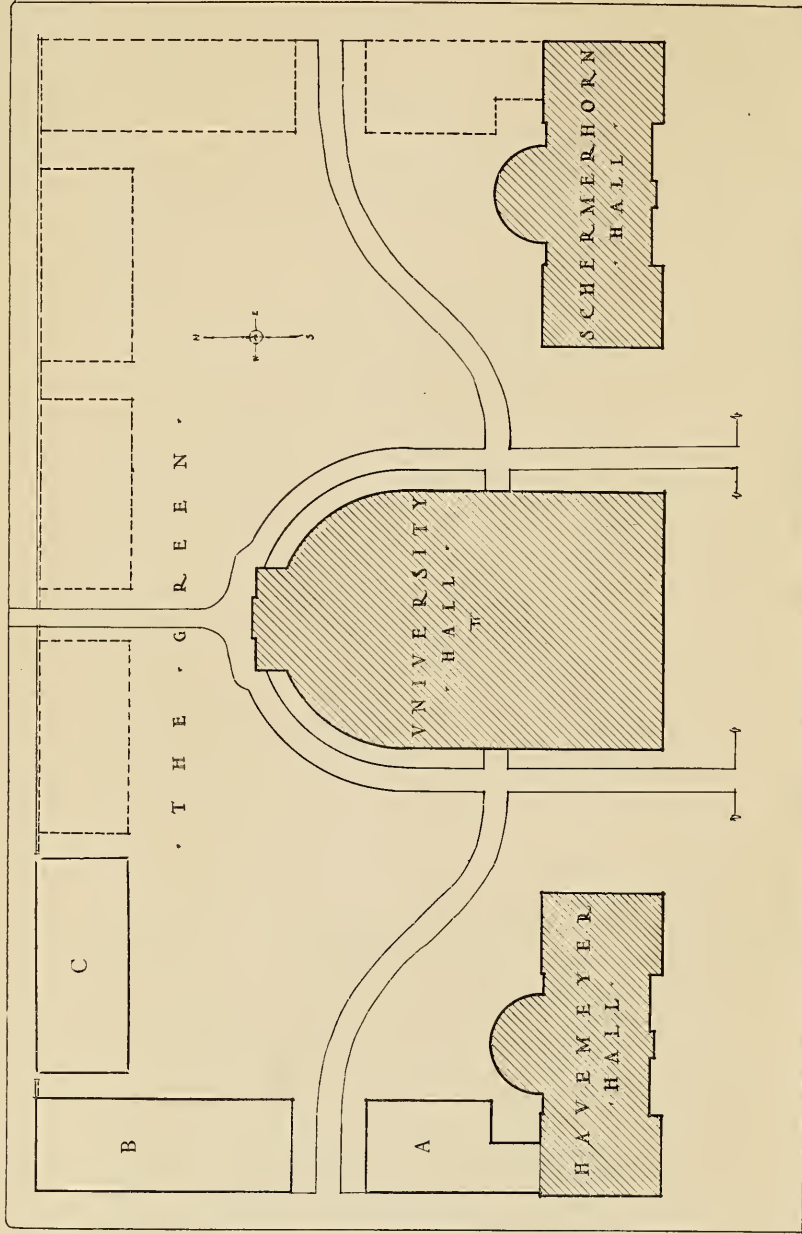 C
B
A
· THE · GREEN ·
N
W E
S
HAVEMEYER
· HALL ·
VNIVERSITY
· HALL ·
SCHERMERHORN
· HALL ·